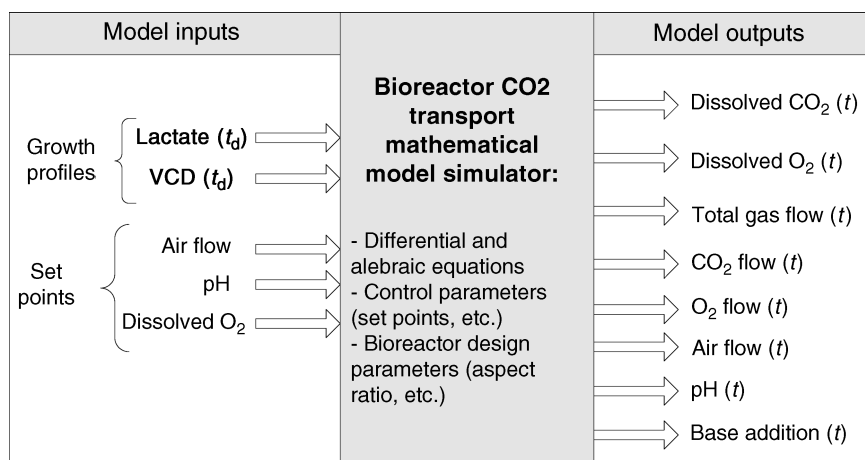 Model inputs
Growth
profiles
Lactate (t_d)
VCD (t_d)
Set
points
Air flow
pH
Dissolved O₂
Bioreactor CO2
transport
mathematical
model simulator:
- Differential and
alebraic equations
- Control parameters
(set points, etc.)
- Bioreactor design
parameters (aspect
ratio, etc.)
Model outputs
Dissolved CO₂ (t)
Dissolved O₂ (t)
Total gas flow (t)
CO₂ flow (t)
O₂ flow (t)
Air flow (t)
pH (t)
Base addition (t)